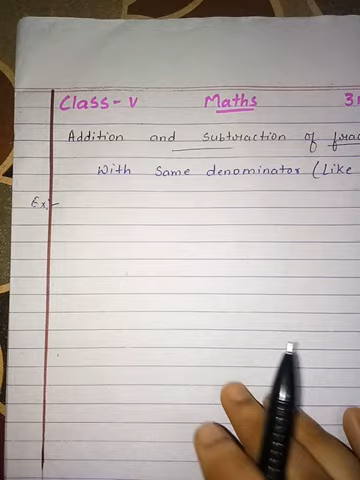 Class-V Maths
Addition and subtraction of
With Same denominator (Like
Ex:-